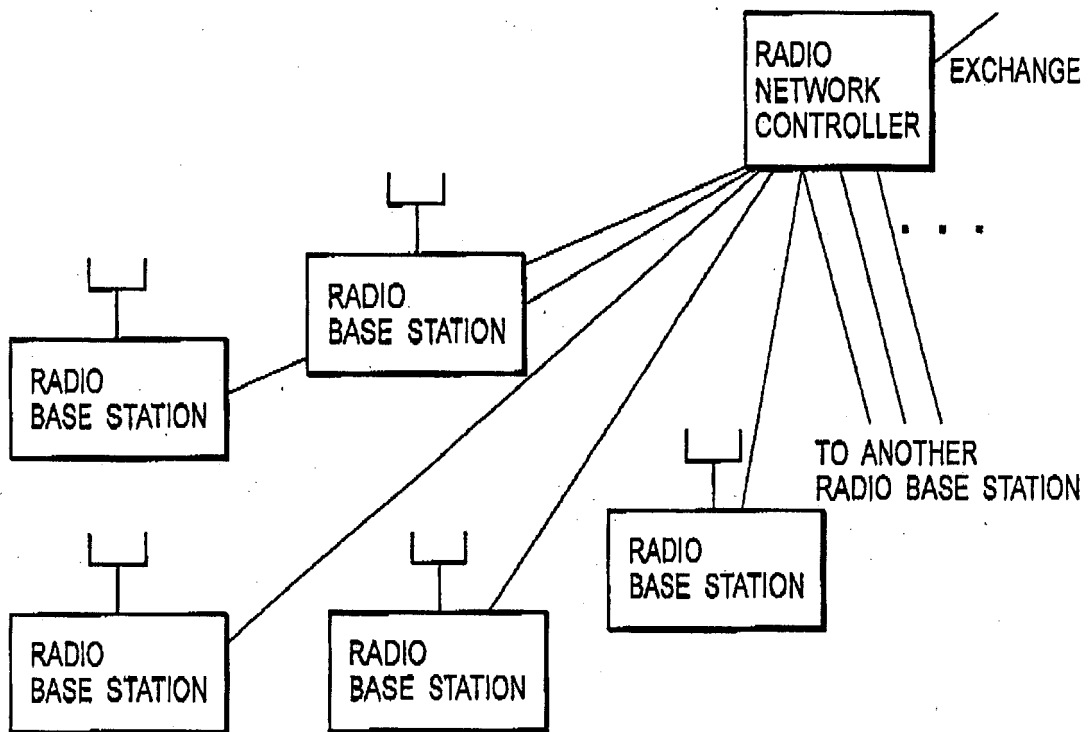 RADIO
NETWORK
CONTROLLER
EXCHANGE
RADIO
BASE STATION
RADIO
BASE STATION
TO ANOTHER
RADIO BASE STATION
RADIO
BASE STATION
RADIO
BASE STATION
RADIO
BASE STATION